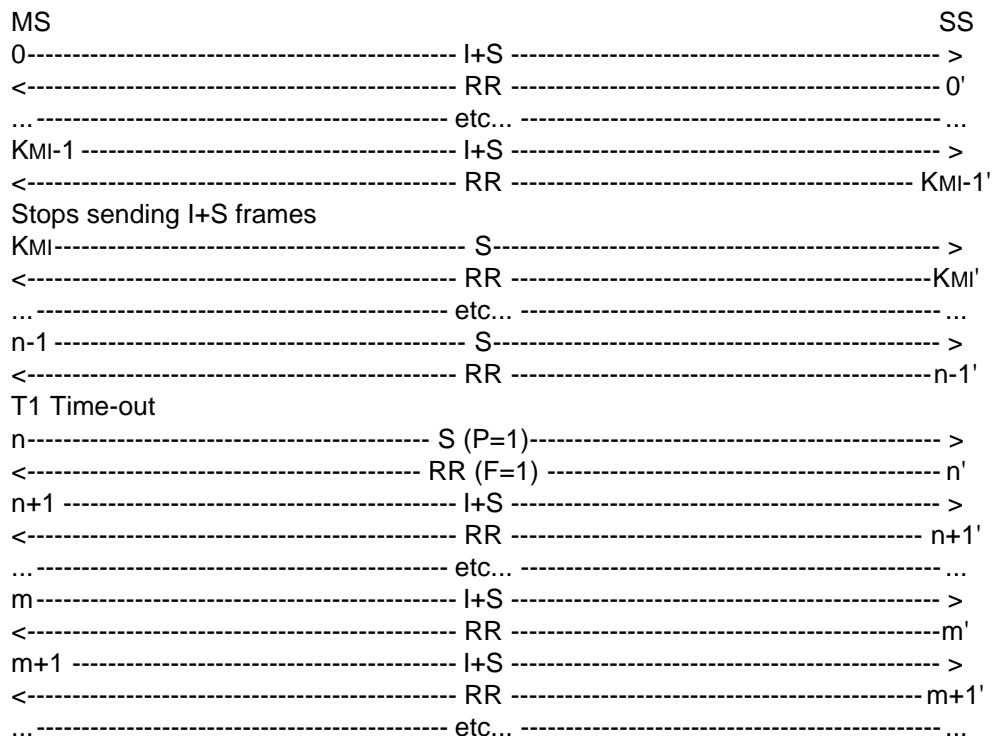 MS SS
0------------------------------------------------ I+S ------------------------------------------------ >
<------------------------------------------------ RR ------------------------------------------------ 0'
... ---------------------------------------------- etc... ----------------------------------------------- ...
KMI-1 ------------------------------------------ I+S ------------------------------------------------ >
<------------------------------------------------ RR --------------------------------------------- KMI-1'
Stops sending I+S frames
KMI---------------------------------------------- S-------------------------------------------------- >
<------------------------------------------------ RR -----------------------------------------------KMI'
... ---------------------------------------------- etc... ----------------------------------------------- ...
n-1 ---------------------------------------------- S-------------------------------------------------- >
<------------------------------------------------ RR -----------------------------------------------n-1'
T1 Time-out
n--------------------------------------------- S (P=1)---------------------------------------------- >
<-------------------------------------------- RR (F=1) -------------------------------------------- n'
n+1 -------------------------------------------- I+S ------------------------------------------------ >
<------------------------------------------------ RR ---------------------------------------------- n+1'
... ---------------------------------------------- etc... ----------------------------------------------- ...
m----------------------------------------------- I+S ------------------------------------------------ >
<------------------------------------------------ RR ------------------------------------------------m'
m+1 ------------------------------------------- I+S ------------------------------------------------ >
<------------------------------------------------ RR ---------------------------------------------- m+1'
... ---------------------------------------------- etc... ----------------------------------------------- ...